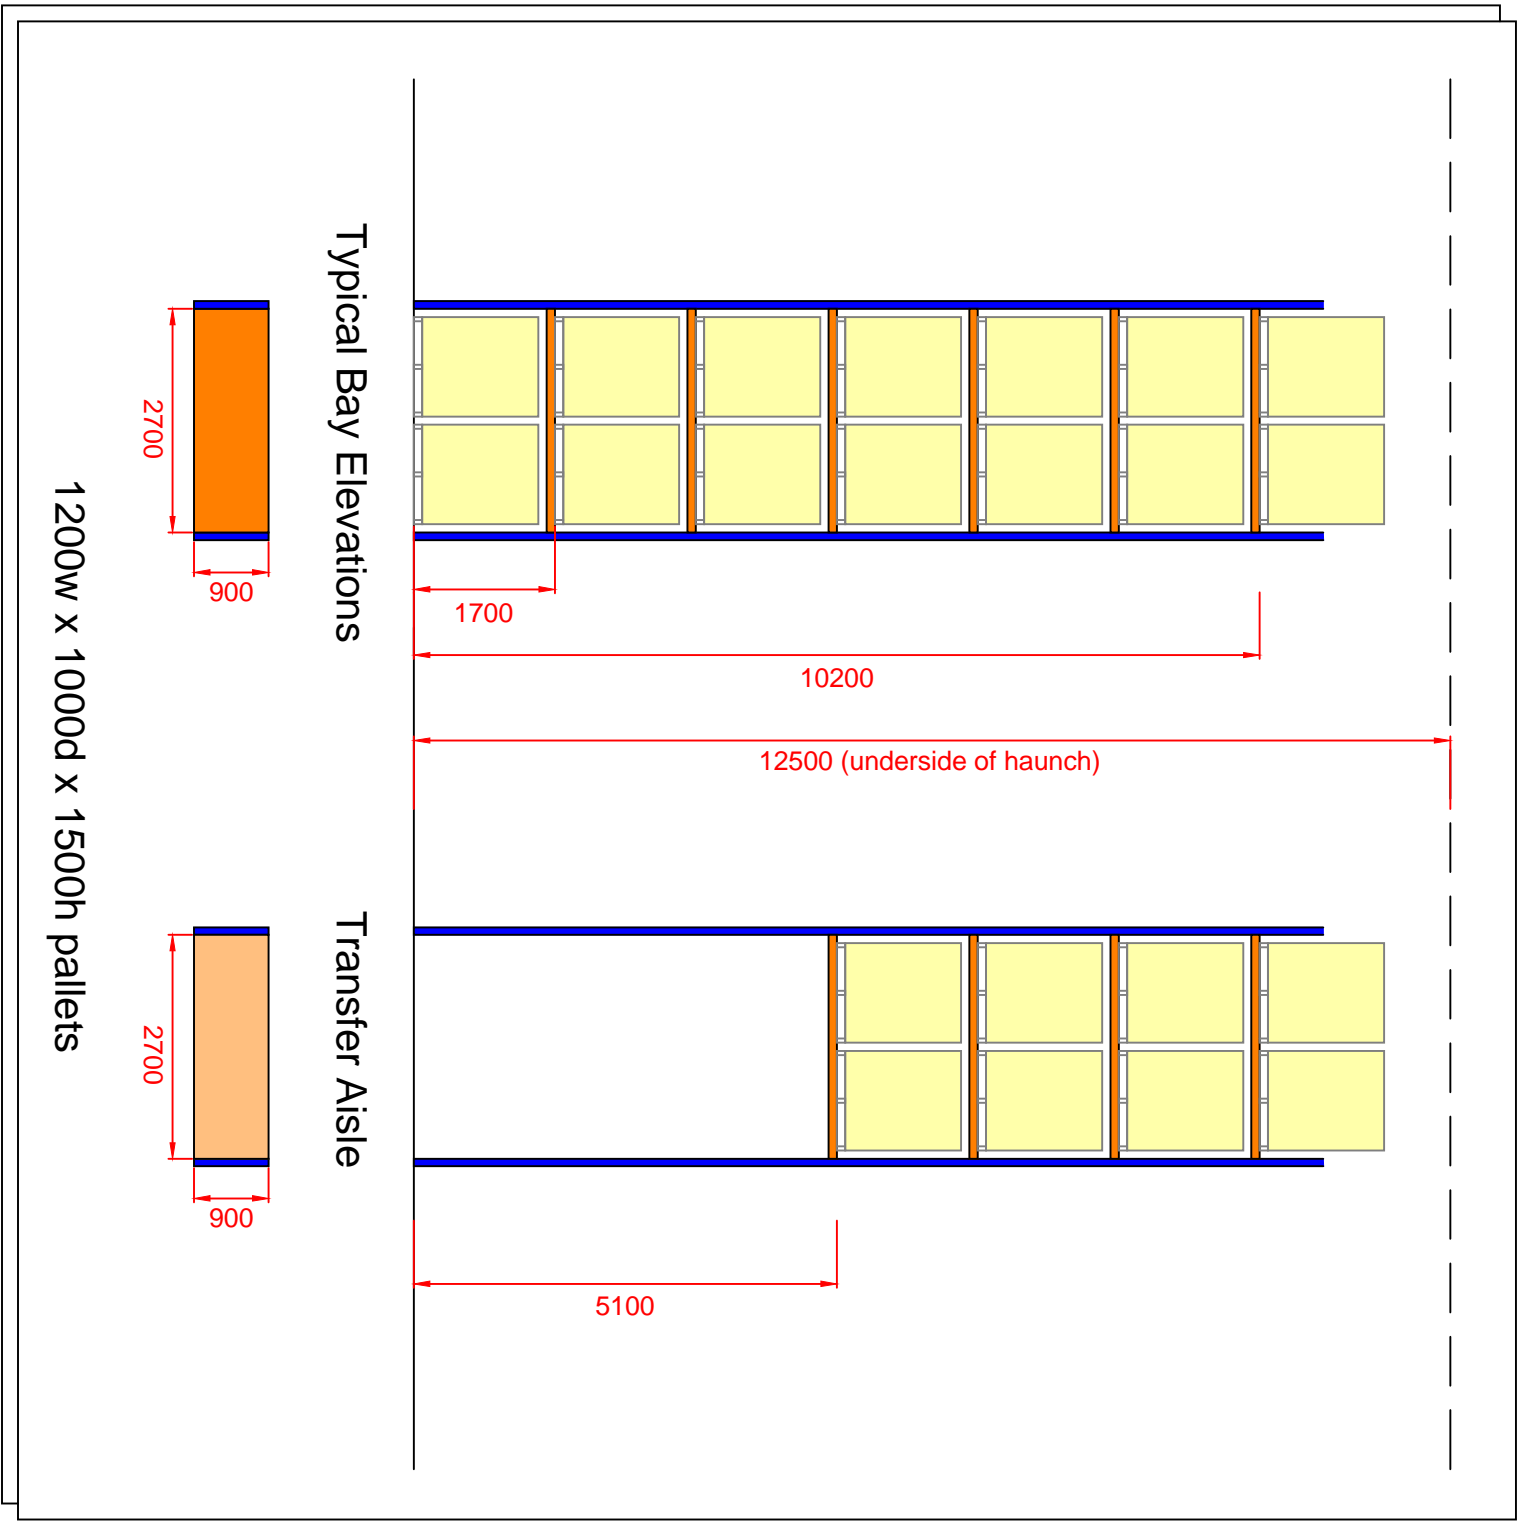 12500 (underside of haunch)
10200
1700
5100
Typical Bay Elevations
Transfer Aisle
900
2700
900
2700
1200w x 1000d x 1500h pallets